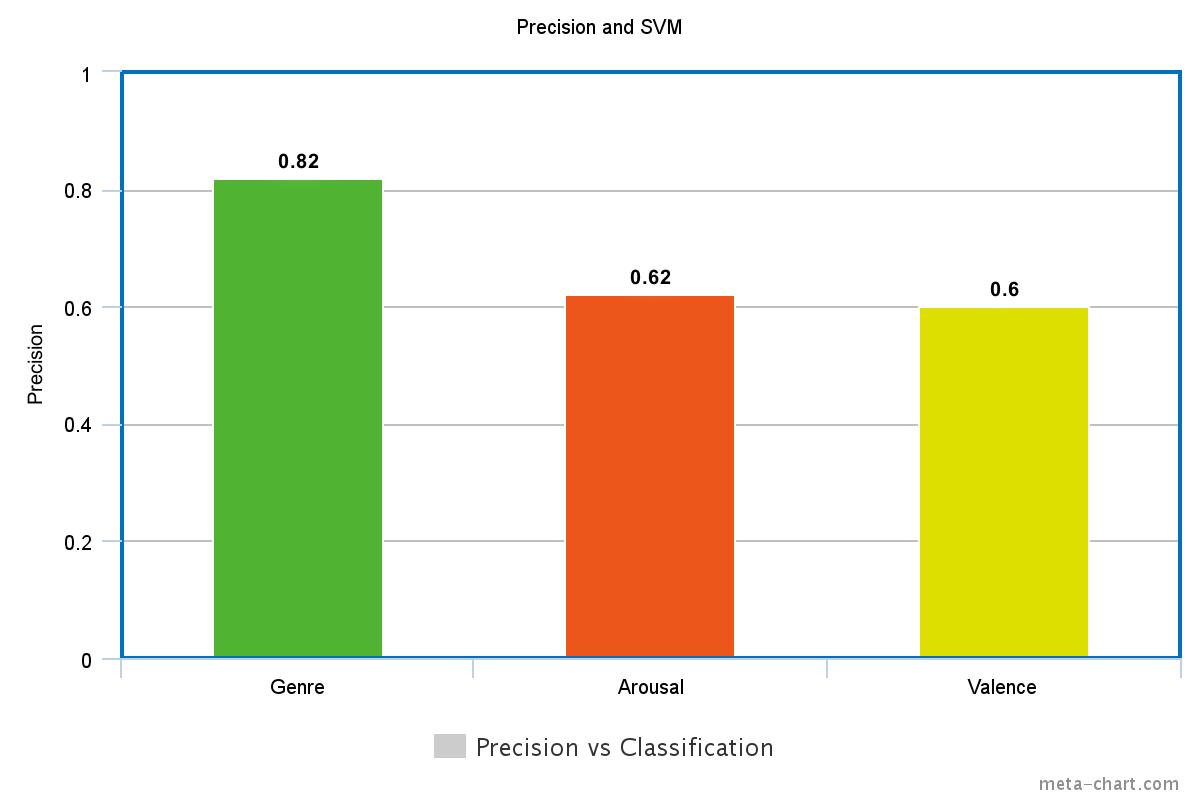 Precision and SVM
1
0.82
0.8
0.62
0.6
0.6
Precision
0.4
0.2
0
Genre Arousal Valence
Precision vs Classification
meta-chart.com